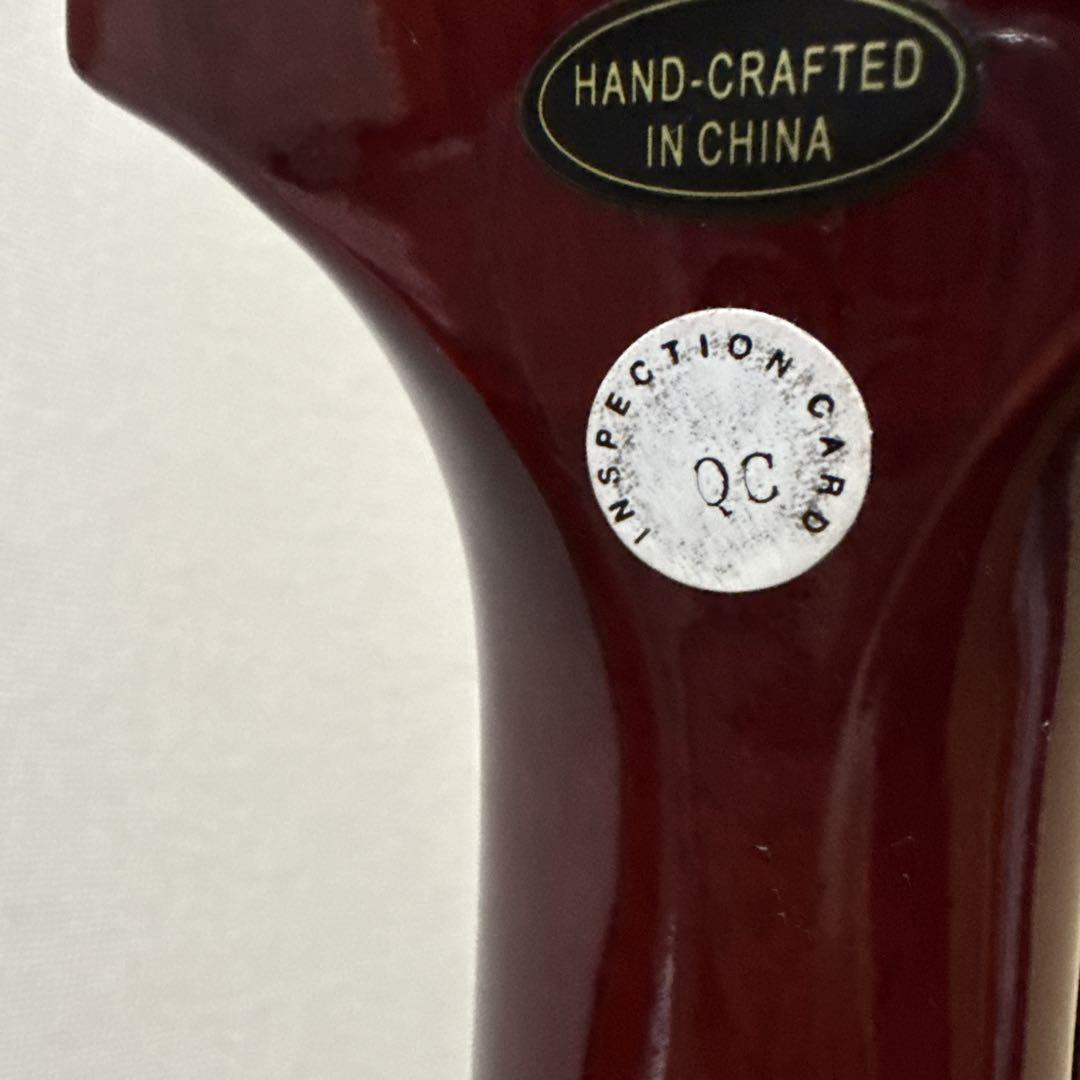 HAND-CRAFTED
IN CHINA
INSPECTION CARD
QC